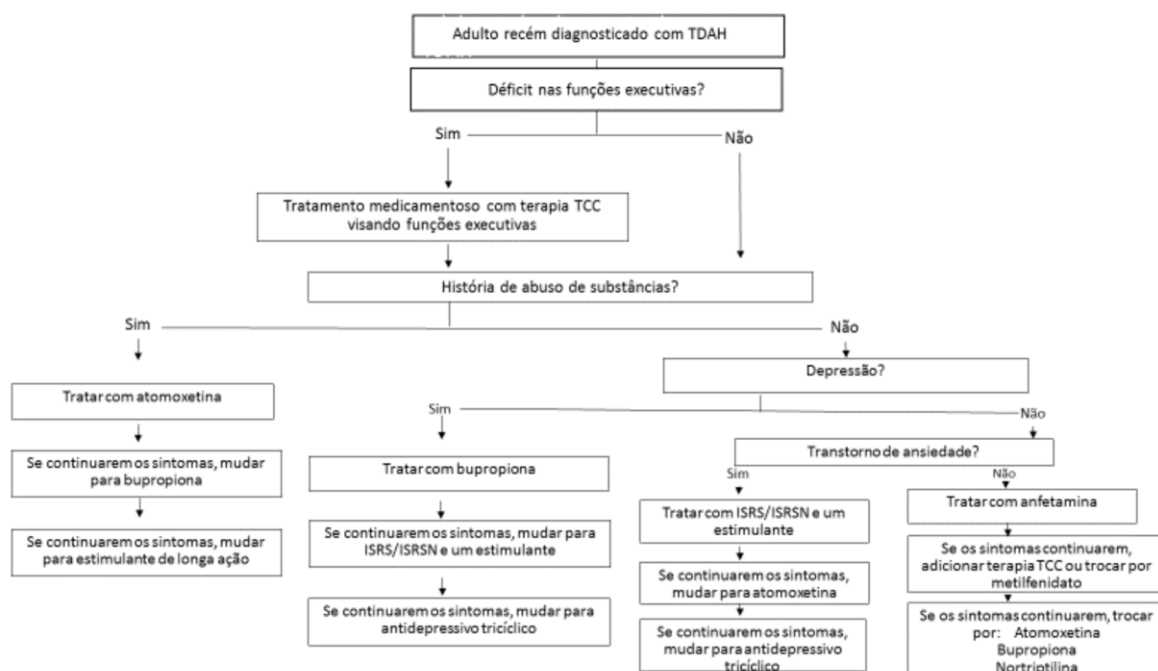 Adulto recém diagnosticado com TDAH
Déficit nas funções executivas?
Sim
Não
Tratamento medicamentoso com terapia TCC
visando funções executivas
História de abuso de substâncias?
Sim
Não
Tratar com atomoxetina
Se continuarem os sintomas, mudar
para bupropiona
Se continuarem os sintomas, mudar
para estimulante de longa ação
Depressão?
Sim
Não
Tratar com bupropiona
Se continuarem os sintomas, mudar para
ISRS/ISRSN e um estimulante
Se continuarem os sintomas, mudar para
antidepressivo tricíclico
Transtorno de ansiedade?
Sim
Não
Tratar com ISRS/ISRSN e um
estimulante
Se continuarem os sintomas,
mudar para atomoxetina
Se continuarem os sintomas,
mudar para antidepressivo
tricíclico
Tratar com anfetamina
Se os sintomas continuarem,
adicionar terapia TCC ou trocar por
metilfenidato
Se os sintomas continuarem, trocar
por: Atomoxetina
Bupropiona
Nortriptilina